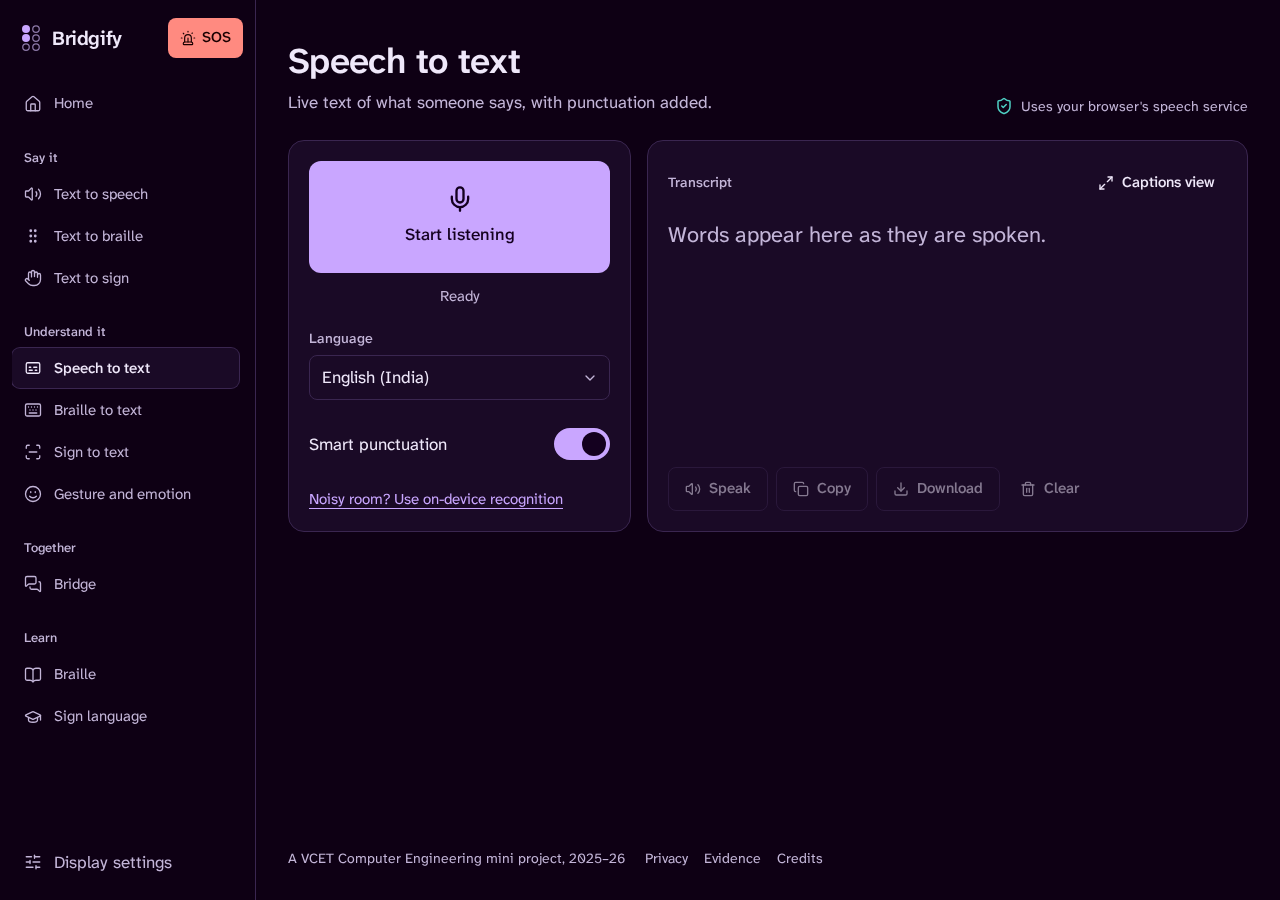 Bridgify
SOS
Home
Say it
Text to speech
Text to braille
Text to sign
Understand it
Speech to text
Braille to text
Sign to text
Gesture and emotion
Together
Bridge
Learn
Braille
Sign language
Display settings
Speech to text
Live text of what someone says, with punctuation added.
Uses your browser's speech service
Start listening
Ready
Language
English (India)
Smart punctuation
Noisy room? Use on-device recognition
Transcript
Captions view
Words appear here as they are spoken.
Speak
Copy
Download
Clear
A VCET Computer Engineering mini project, 2025–26
Privacy
Evidence
Credits